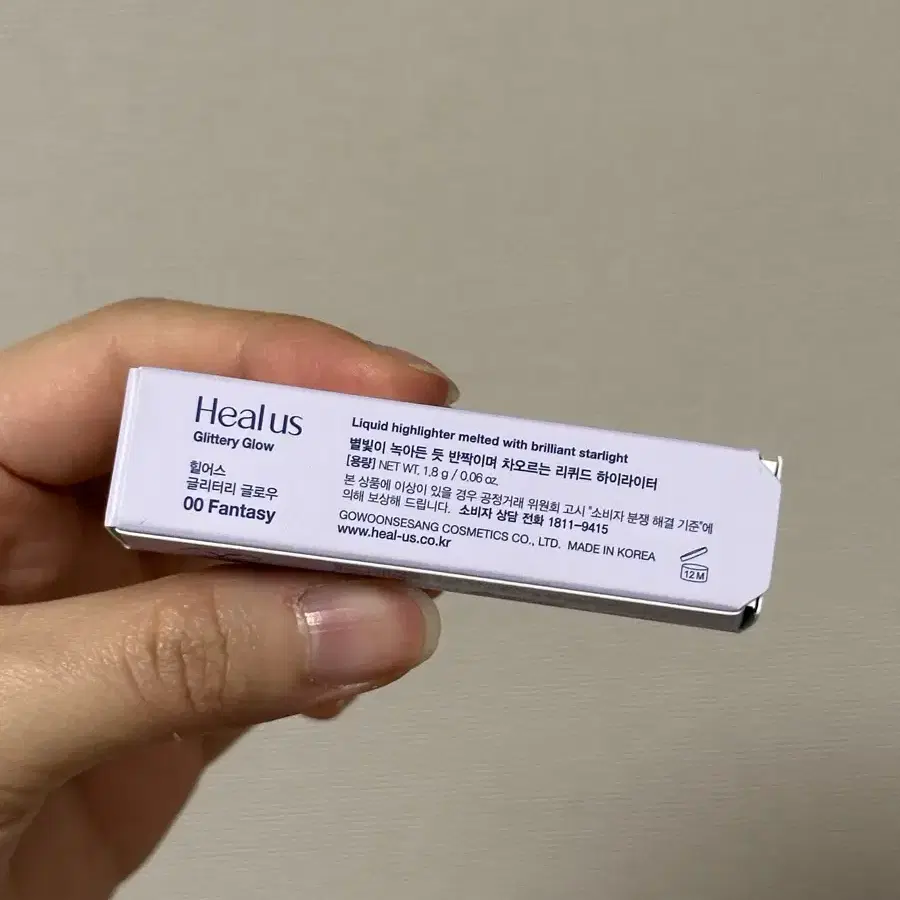 Heal us
Glittery Glow
힐어스
글리터리 글로우
00 Fantasy
Liquid highlighter melted with brilliant starlight
별빛이 녹아든 듯 반짝이며 차오르는 리퀴드 하이라이터
[용량] NET WT. 1.8 g / 0.06 oz.
본 상품에 이상이 있을 경우 공정거래 위원회 고시 "소비자 분쟁 해결 기준"에
의해 보상해 드립니다. 소비자 상담 전화 1811-9415
GOWOONSESANG COSMETICS CO., LTD. MADE IN KOREA
www.heal-us.co.kr
12M